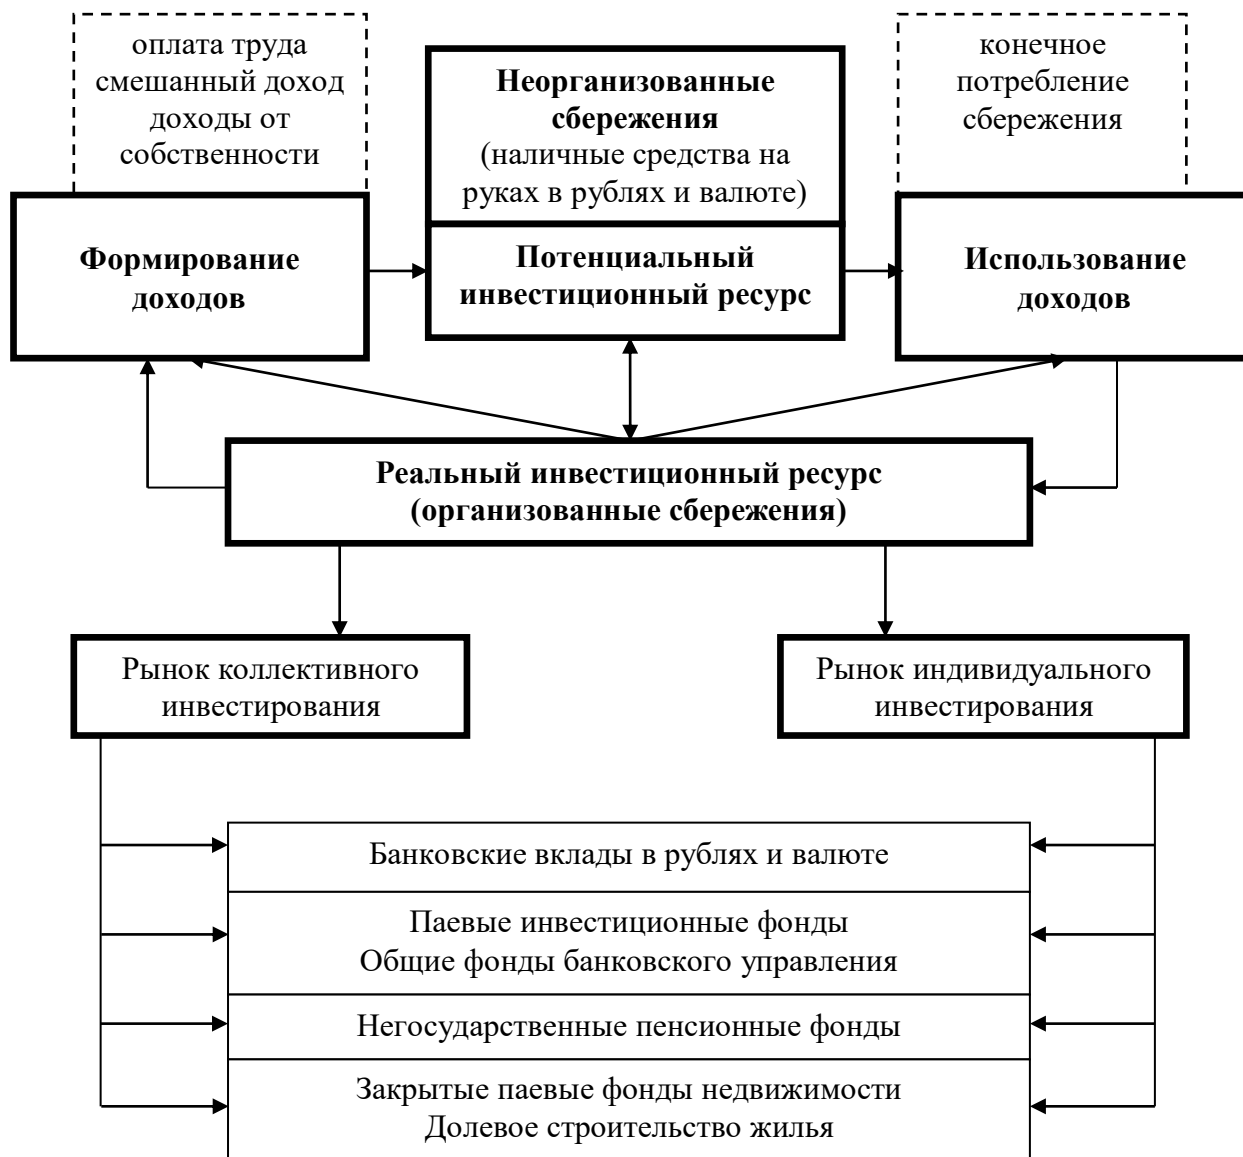 оплата труда
смешанный доход
доходы от
собственности
Неорганизованные
сбережения
(наличные средства на
руках в рублях и валюте)
конечное
потребление
сбережения
Формирование
доходов
Потенциальный
инвестиционный ресурс
Использование
доходов
Реальный инвестиционный ресурс
(организованные сбережения)
Рынок коллективного
инвестирования
Рынок индивидуального
инвестирования
Банковские вклады в рублях и валюте
Паевые инвестиционные фонды
Общие фонды банковского управления
Негосударственные пенсионные фонды
Закрытые паевые фонды недвижимости
Долевое строительство жилья